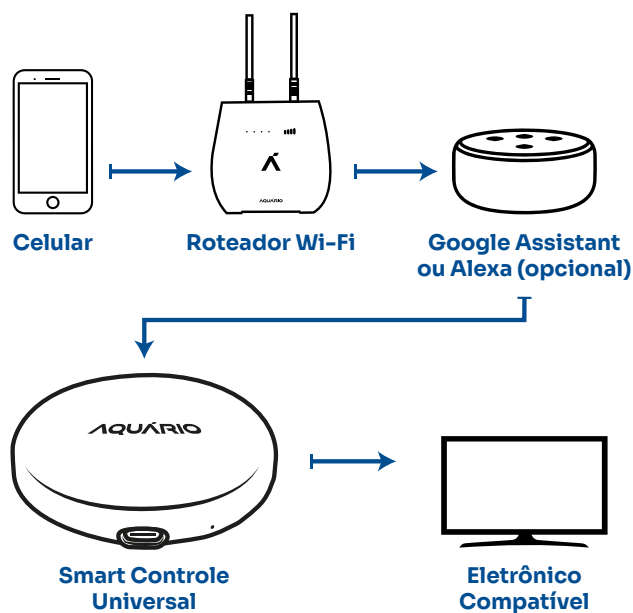 AQUÁRIO
Celular
Roteador Wi-Fi
Google Assistant
ou Alexa (opcional)
AQUÁRIO
Smart Controle
Universal
Eletrônico
Compatível